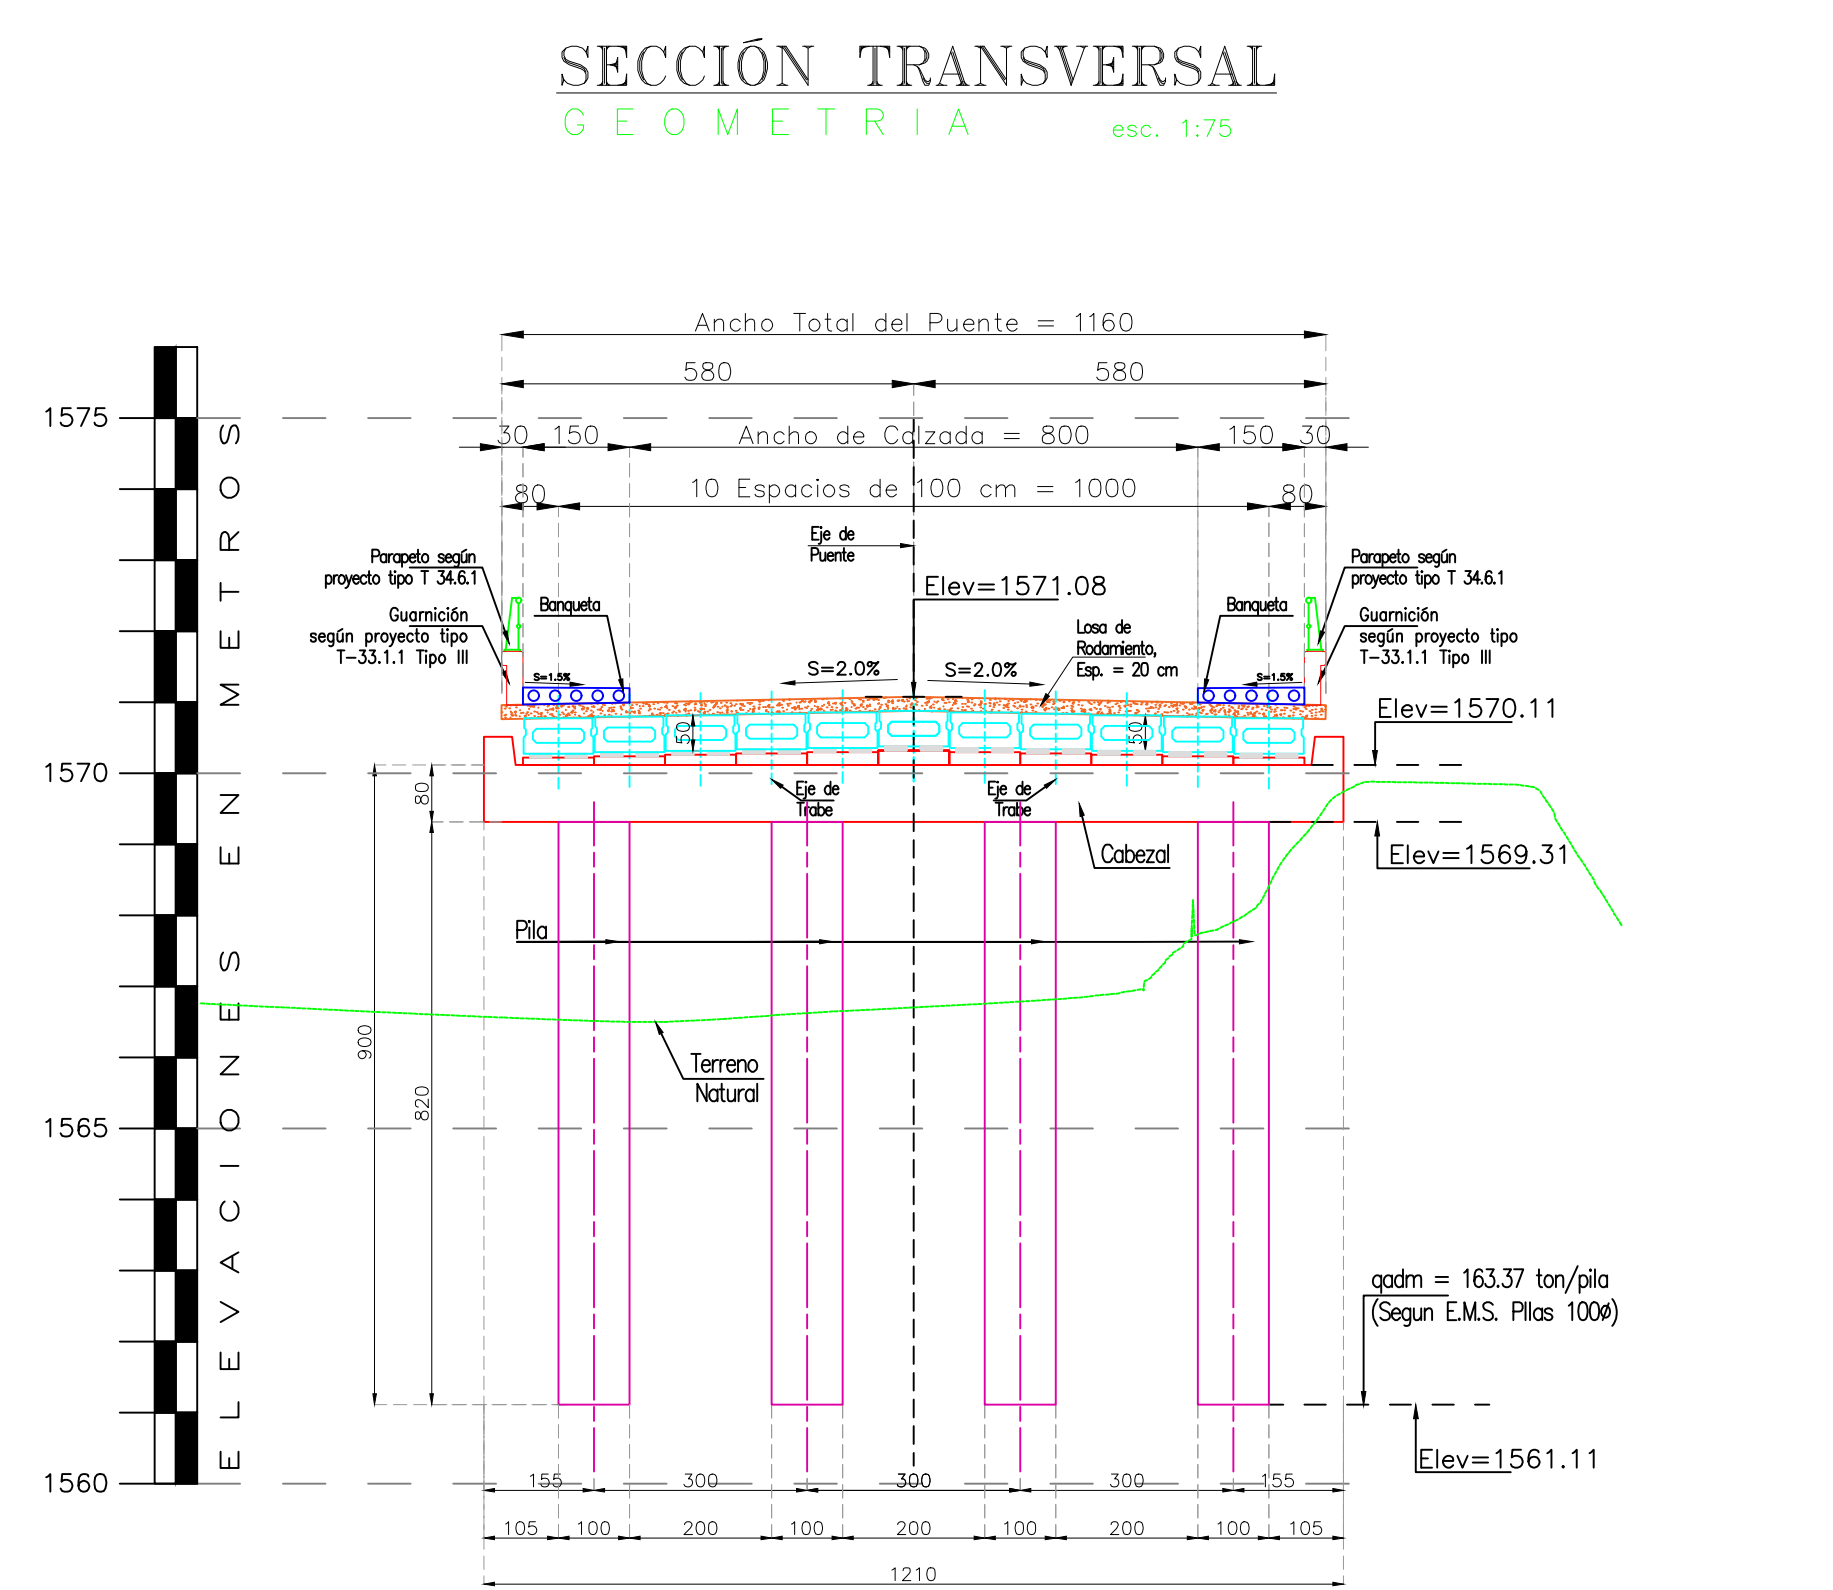 SECCIÓN TRANSVERSAL
GEOMETRIA esc. 1:75
Ancho Total del Puente = 1160
580 580
1575
30 150 Ancho de Calzada = 800 150 30
80 10 Espacios de 100 cm = 1000 80
Eje de
Puente
Parapeto según
proyecto tipo T 34.6.1
Parapeto según
proyecto tipo T 34.6.1
Elev=1571.08
Guarnición
según proyecto tipo
T-33.1.1 Tipo III
Banqueta
Banqueta
Guarnición
según proyecto tipo
T-33.1.1 Tipo III
Losa de
Rodamiento,
Esp. = 20 cm
S=1.5% S=2.0% S=2.0% S=1.5%
Elev=1570.11
50 50
1570
80
Eje de
Trabe
Eje de
Trabe
Cabezal
Elev=1569.31
Pila
ELEVACIONES EN METROS
900
820
Terreno
Natural
1565
qadm = 163.37 ton/pila
(Segun E.M.S. PIlas 100ø)
Elev=1561.11
1560
155 300 300 300 155
105 100 200 100 200 100 200 100 105
1210